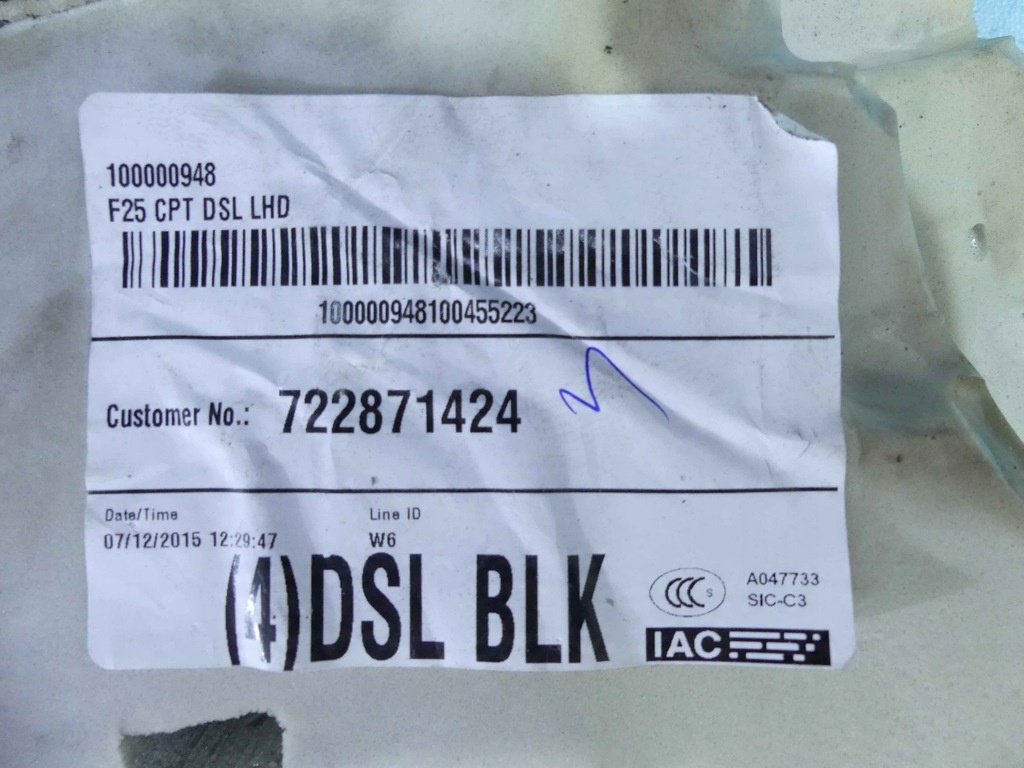 100000948
F25 CPT DSL LHD
100000948100455223
Customer No.: 722871424
Date/Time
Line ID
07/12/2015 12:29:47
W6
(4)DSL BLK
CCC S
A047733
SIC-C3
IAC